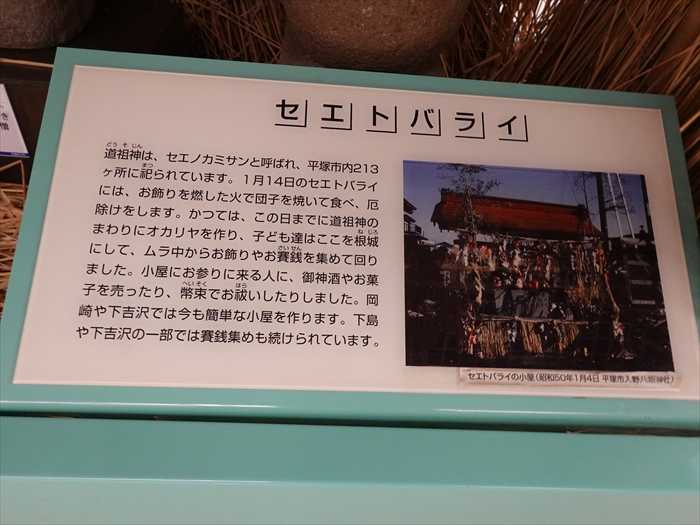 セエトバライ
道祖神は、セエノカミサンと呼ばれ、平塚市内213
ヶ所に祀られています。1月14日のセエトバライ
には、お飾りを燃した火で団子を焼いて食べ、厄
除けをします。かつては、この日までに道祖神の
まわりにオカリヤを作り、子ども達はここを根城
にして、ムラ中からお飾りやお賽銭を集めて回り
ました。小屋にお参りに来る人に、御神酒やお菓
子を売ったり、幣束でお祓いしたりしました。岡
崎や下吉沢では今も簡単な小屋を作ります。下島
や下吉沢の一部では賽銭集めも続けられています。
セエトバライの小屋(昭和50年1月4日 平塚市入野八坂神社)
き
僧